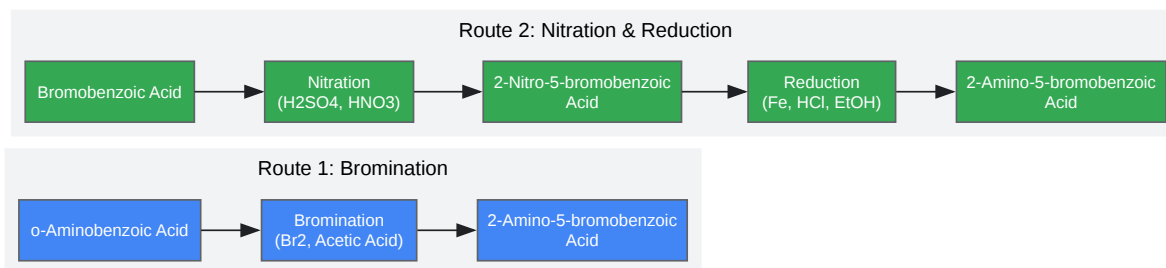 Route 2: Nitration & Reduction
Bromobenzoic Acid
Nitration
(H2SO4, HNO3)
2-Nitro-5-bromobenzoic
Acid
Reduction
(Fe, HCl, EtOH)
2-Amino-5-bromobenzoic
Acid
Route 1: Bromination
o-Aminobenzoic Acid
Bromination
(Br2, Acetic Acid)
2-Amino-5-bromobenzoic
Acid